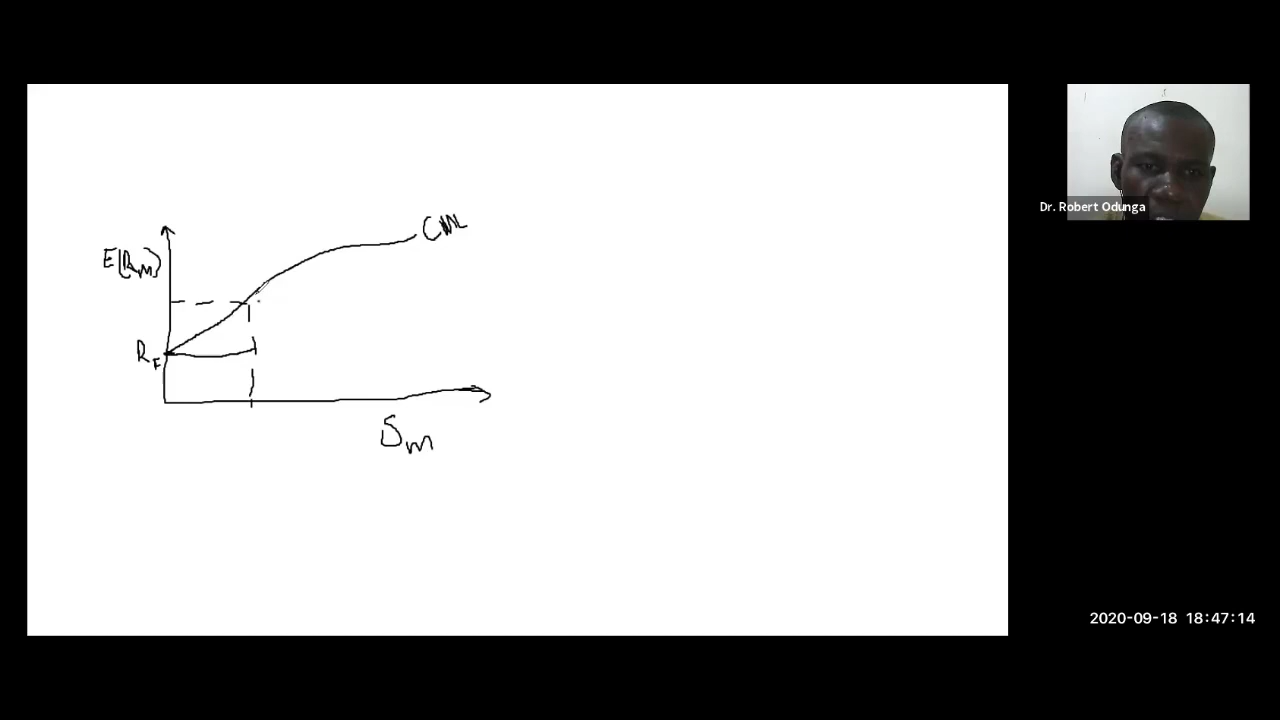 CML
E(Rm)
RF
Sm
Dr. Robert Odunga
2020-09-18 18:47:14